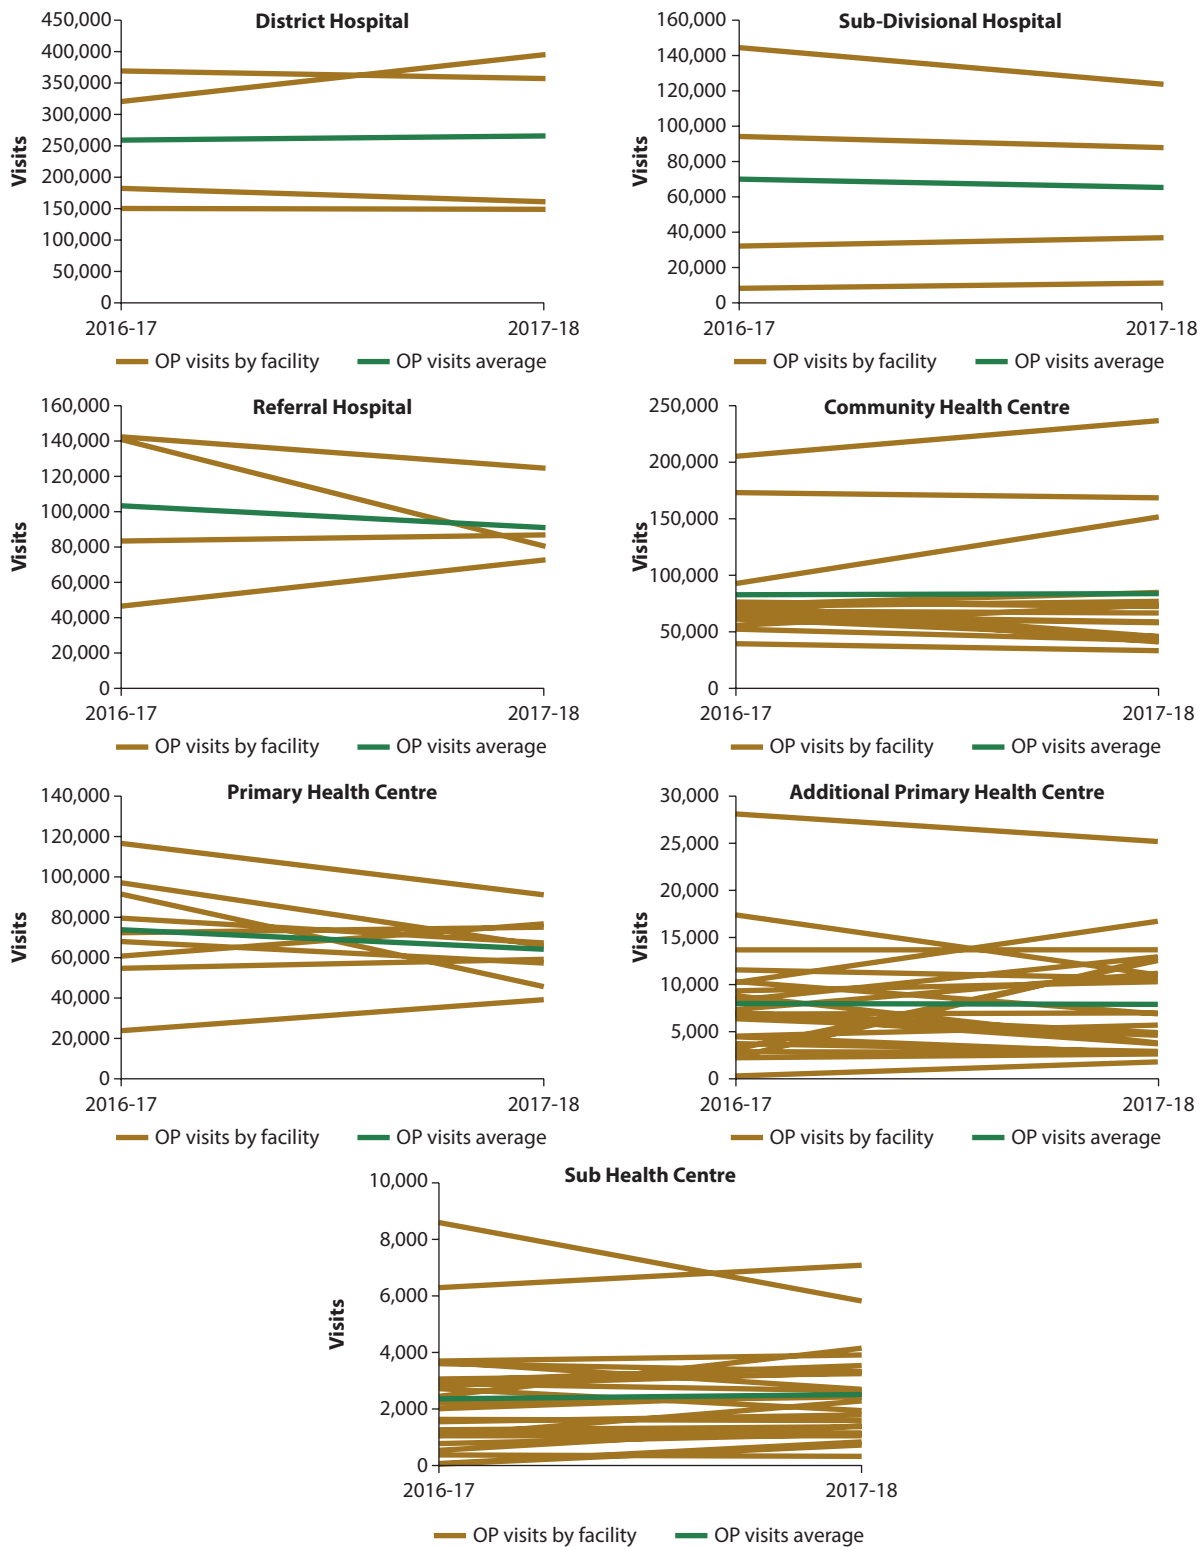 District Hospital
450,000
400,000
350,000
300,000
250,000
200,000
150,000
100,000
50,000
0
Visits
2016-17 2017-18
OP visits by facility OP visits average
Sub-Divisional Hospital
160,000
140,000
120,000
100,000
80,000
60,000
40,000
20,000
0
Visits
2016-17 2017-18
OP visits by facility OP visits average
Referral Hospital
160,000
140,000
120,000
100,000
80,000
60,000
40,000
20,000
0
Visits
2016-17 2017-18
OP visits by facility OP visits average
Community Health Centre
250,000
200,000
150,000
100,000
50,000
0
Visits
2016-17 2017-18
OP visits by facility OP visits average
Primary Health Centre
140,000
120,000
100,000
80,000
60,000
40,000
20,000
0
Visits
2016-17 2017-18
OP visits by facility OP visits average
Additional Primary Health Centre
30,000
25,000
20,000
15,000
10,000
5,000
0
Visits
2016-17 2017-18
OP visits by facility OP visits average
Sub Health Centre
10,000
8,000
6,000
4,000
2,000
0
Visits
2016-17 2017-18
OP visits by facility OP visits average